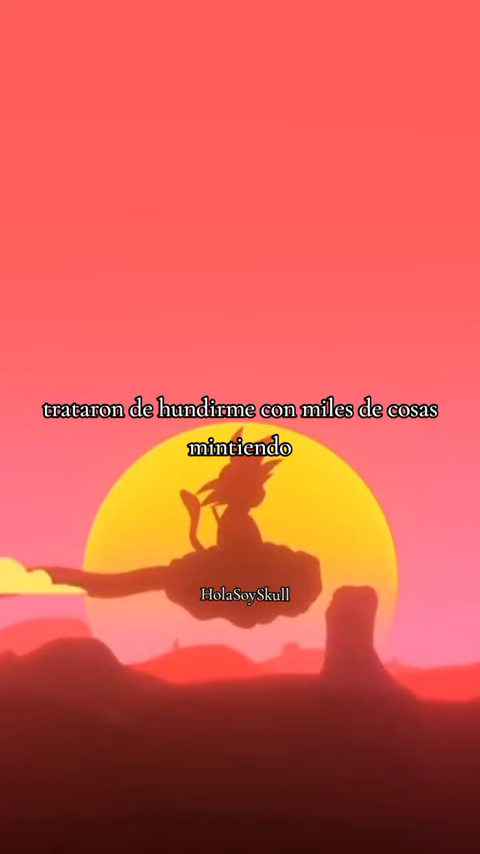 trataron de hundirme con miles de cosas
mintiendo
HolaSoySkull